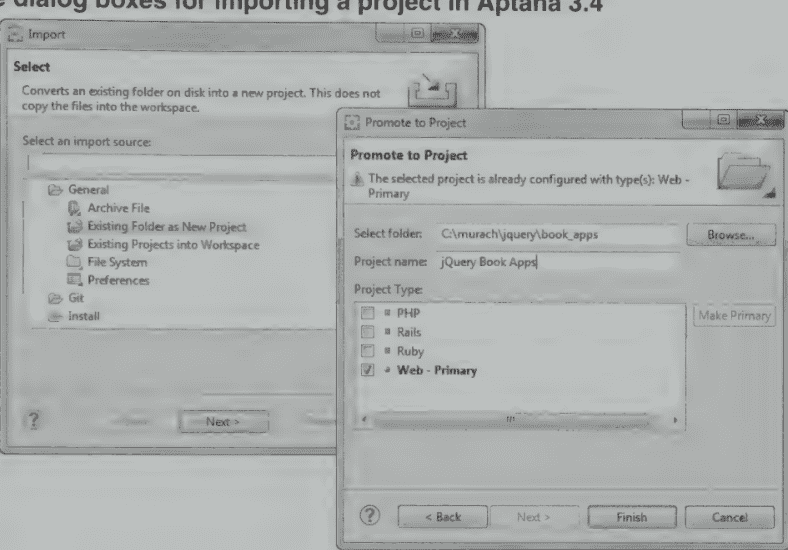 dialog boxes for importing a project in Aptana 3.4
Import
Select
Converts an existing folder on disk into a new project. This does not
copy the files into the workspace.
Select an import source:
General
Archive File
Existing Folder as New Project
Existing Projects into Workspace
File System
Preferences
Git
Install
?
Next >
Promote to Project
Promote to Project
The selected project is already configured with type(s): Web -
Primary
Select folder: C:\murach\jquery\book_apps Browse...
Project name: jQuery Book Apps
Project Type:
PHP
Make Primary
Rails
Ruby
Web - Primary
?
< Back Next > Finish Cancel